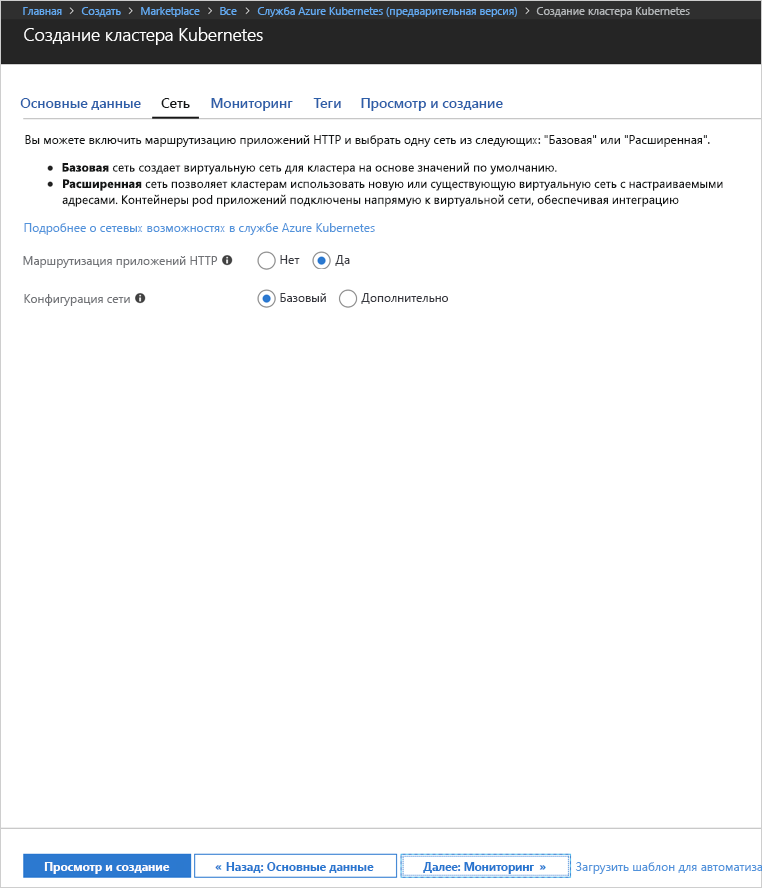 Главная > Создать > Marketplace > Все > Служба Azure Kubernetes (предварительная версия) > Создание кластера Kubernetes
Создание кластера Kubernetes
Основные данные Сеть Мониторинг Теги Просмотр и создание
Вы можете включить маршрутизацию приложений HTTP и выбрать одну сеть из следующих: "Базовая" или "Расширенная".
• Базовая сеть создает виртуальную сеть для кластера на основе значений по умолчанию.
• Расширенная сеть позволяет кластерам использовать новую или существующую виртуальную сеть с настраиваемыми
адресами. Контейнеры pod приложений подключены напрямую к виртуальной сети, обеспечивая интеграцию
Подробнее о сетевых возможностях в службе Azure Kubernetes
Маршрутизация приложений HTTP Нет Да
Конфигурация сети Базовый Дополнительно
Просмотр и создание « Назад: Основные данные Далее: Мониторинг » Загрузить шаблон для автоматиза